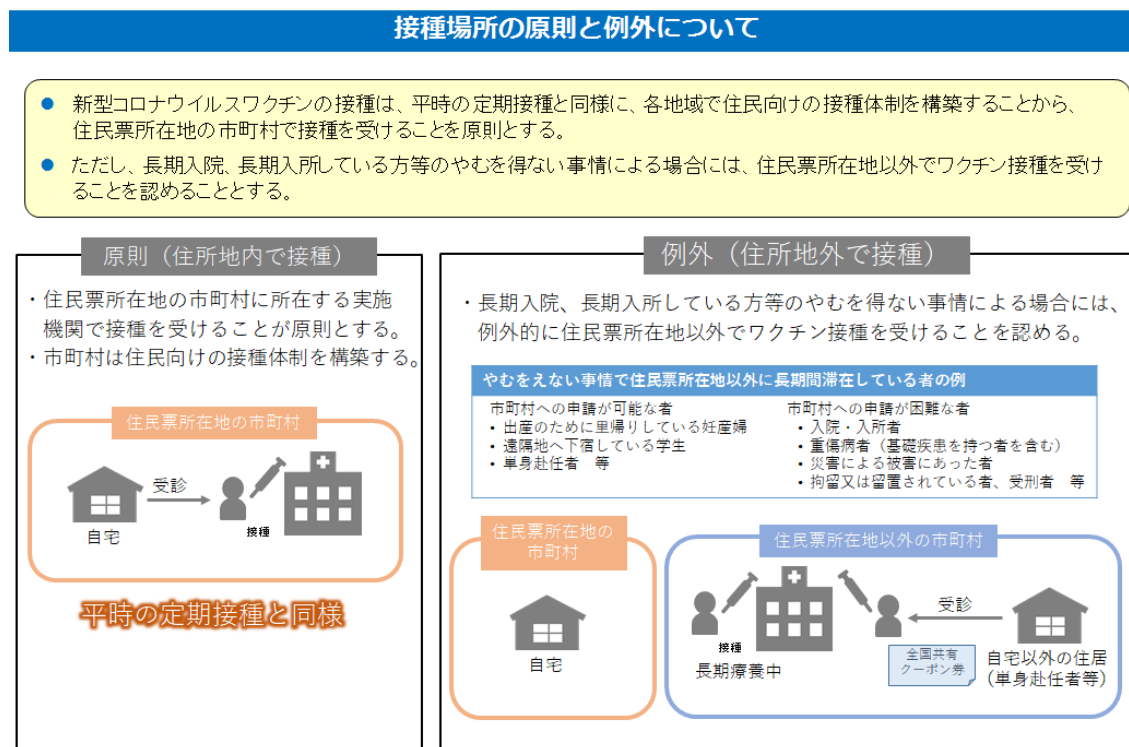 接種場所の原則と例外について
● 新型コロナウイルスワクチンの接種は、平時の定期接種と同様に、各地域で住民向けの接種体制を構築することから、
住民票所在地の市町村で接種を受けることを原則とする。
● ただし、長期入院、長期入所している方等のやむを得ない事情による場合には、住民票所在地以外でワクチン接種を受け
ることを認めることとする。
原則（住所地内で接種）
・住民票所在地の市町村に所在する実施
機関で接種を受けることが原則とする。
・市町村は住民向けの接種体制を構築する。
住民票所在地の市町村
受診
自宅
接種
平時の定期接種と同様
例外（住所地外で接種）
・長期入院、長期入所している方等のやむを得ない事情による場合には、
例外的に住民票所在地以外でワクチン接種を受けることを認める。
やむをえない事情で住民票所在地以外に長期間滞在している者の例
市町村への申請が可能な者
• 出産のために里帰りしている妊産婦
• 遠隔地へ下宿している学生
• 単身赴任者　等
市町村への申請が困難な者
• 入院・入所者
• 重傷病者（基礎疾患を持つ者を含む）
• 災害による被害にあった者
• 拘留又は留置されている者、受刑者　等
住民票所在地の
市町村
自宅
住民票所在地以外の市町村
接種
長期療養中
受診
全国共有
クーポン券
自宅以外の住居
（単身赴任者等）